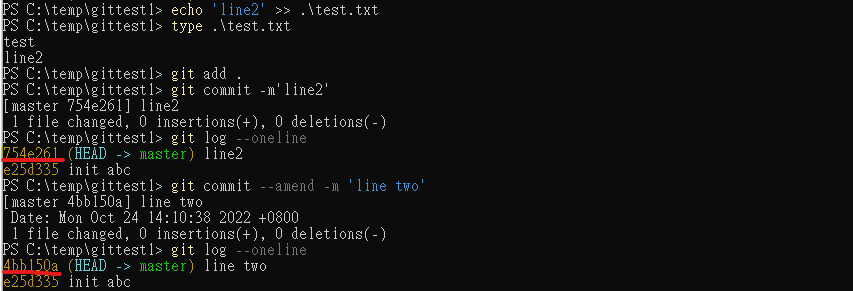 PS C:\temp\gittest1> echo 'line2' >> .\test.txt
PS C:\temp\gittest1> type .\test.txt
test
line2
PS C:\temp\gittest1> git add .
PS C:\temp\gittest1> git commit -m'line2'
[master 754e261] line2
 1 file changed, 0 insertions(+), 0 deletions(-)
PS C:\temp\gittest1> git log --oneline
754e261 (HEAD -> master) line2
e25d335 init abc
PS C:\temp\gittest1> git commit --amend -m 'line two'
[master 4bb150a] line two
 Date: Mon Oct 24 14:10:38 2022 +0800
 1 file changed, 0 insertions(+), 0 deletions(-)
PS C:\temp\gittest1> git log --oneline
4bb150a (HEAD -> master) line two
e25d335 init abc